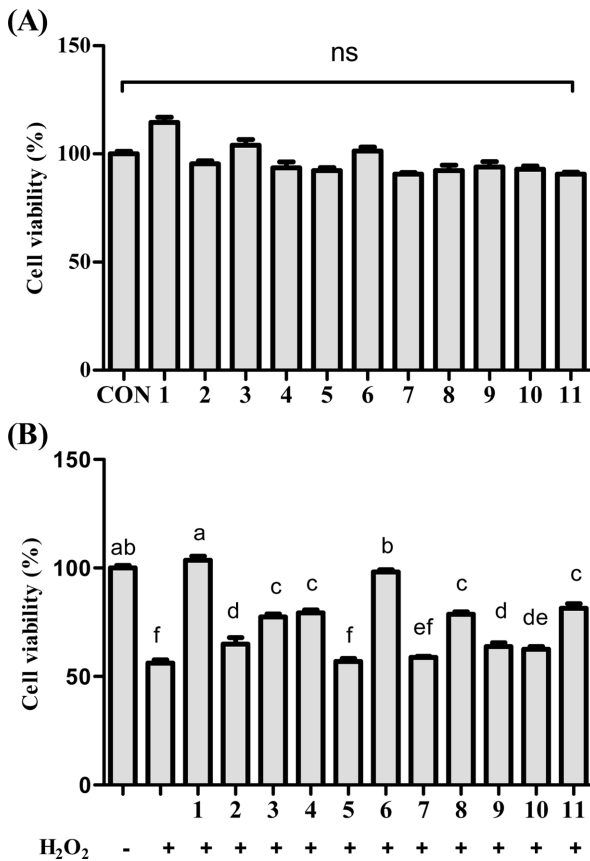 (A)
150
ns
100
50
0
Cell viability (%)
CON 1 2 3 4 5 6 7 8 9 10 11
(B)
150
ab a b
100
f d c c f ef c d de c
50
0
Cell viability (%)
1 2 3 4 5 6 7 8 9 10 11
H₂O₂ - + + + + + + + + + + + +